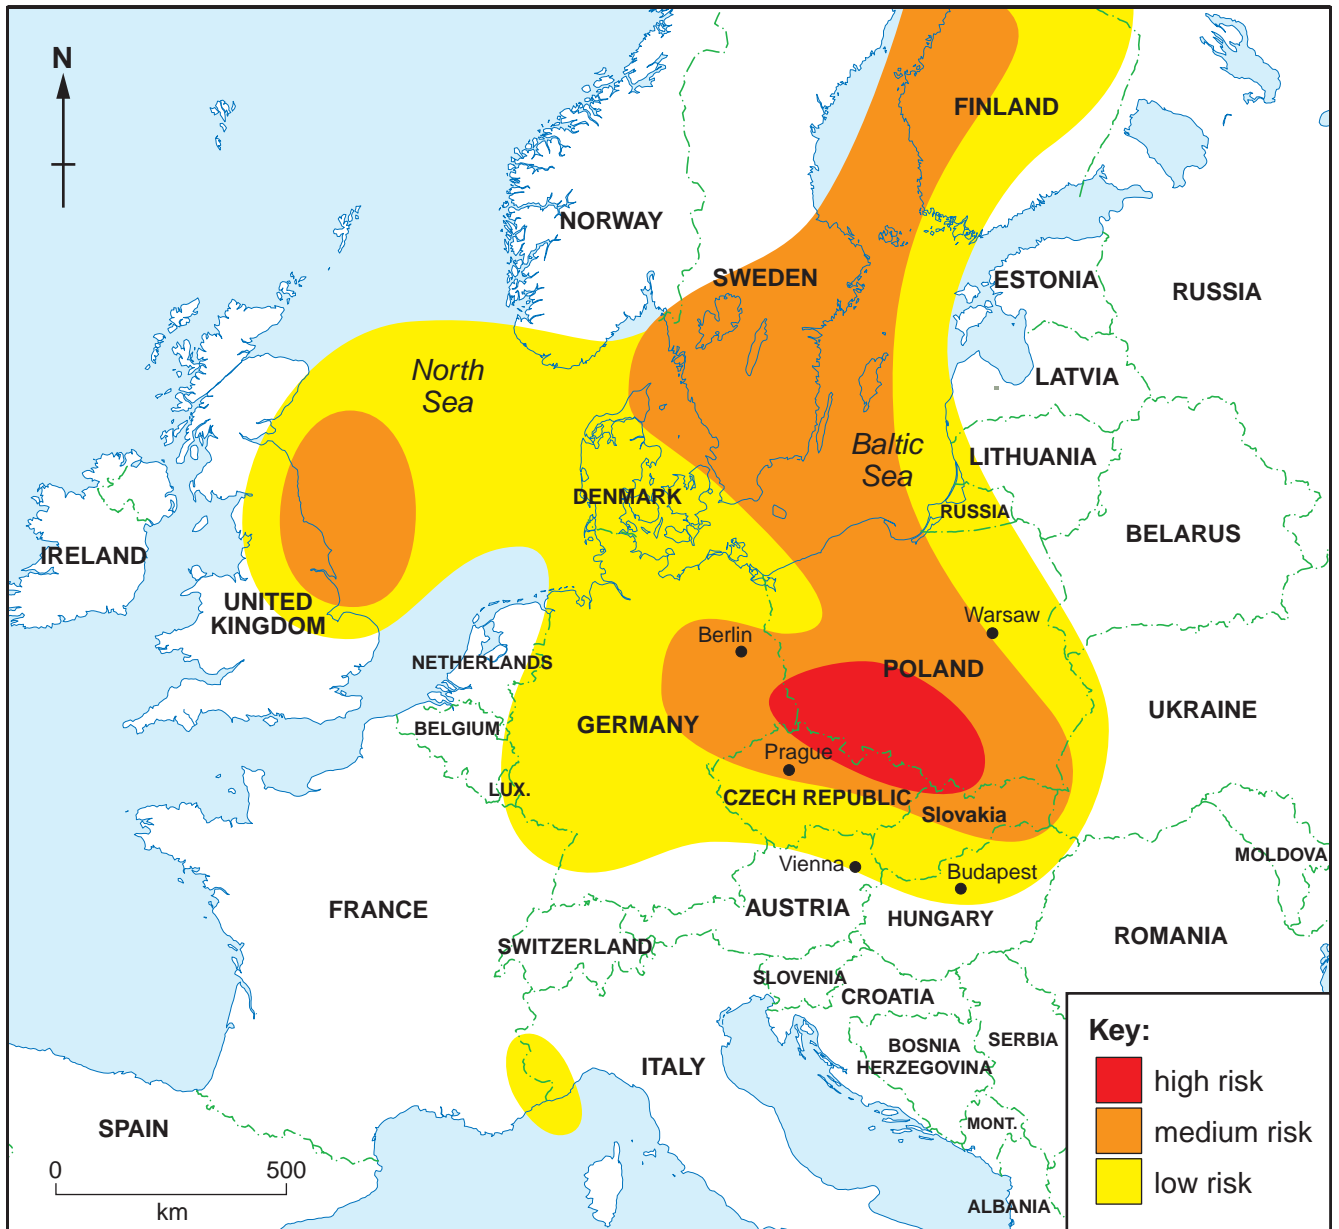 N
FINLAND
NORWAY
SWEDEN
ESTONIA
RUSSIA
North
Sea
LATVIA
Baltic
Sea
LITHUANIA
DENMARK
RUSSIA
BELARUS
IRELAND
UNITED
KINGDOM
Warsaw
Berlin
NETHERLANDS
POLAND
UKRAINE
BELGIUM
GERMANY
Prague
LUX.
CZECH REPUBLIC
Slovakia
MOLDOVA
Vienna
Budapest
FRANCE
AUSTRIA
HUNGARY
ROMANIA
SWITZERLAND
SLOVENIA
CROATIA
SERBIA
BOSNIA
HERZEGOVINA
ITALY
MONT.
SPAIN
ALBANIA
0 500
km
Key:
high risk
medium risk
low risk